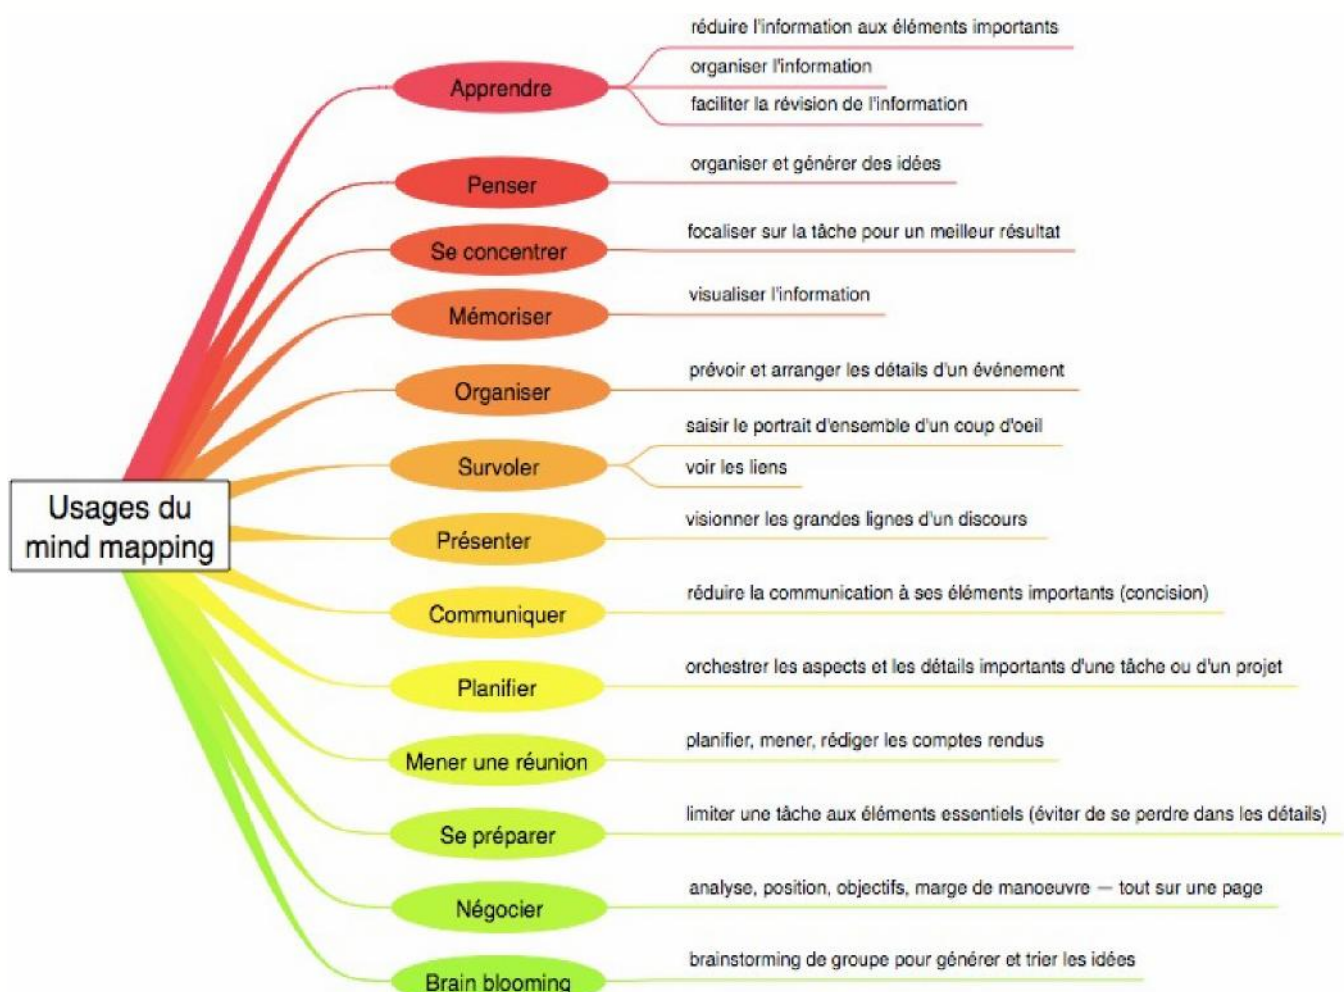 Usages du
mind mapping
Apprendre
réduire l'information aux éléments importants
organiser l'information
faciliter la révision de l'information
Penser
organiser et générer des idées
Se concentrer
focaliser sur la tâche pour un meilleur résultat
Mémoriser
visualiser l'information
Organiser
prévoir et arranger les détails d'un événement
Survoler
saisir le portrait d'ensemble d'un coup d'oeil
voir les liens
Présenter
visionner les grandes lignes d'un discours
Communiquer
réduire la communication à ses éléments importants (concision)
Planifier
orchestrer les aspects et les détails importants d'une tâche ou d'un projet
Mener une réunion
planifier, mener, rédiger les comptes rendus
Se préparer
limiter une tâche aux éléments essentiels (éviter de se perdre dans les détails)
Négocier
analyse, position, objectifs, marge de manoeuvre — tout sur une page
Brain blooming
brainstorming de groupe pour générer et trier les idées